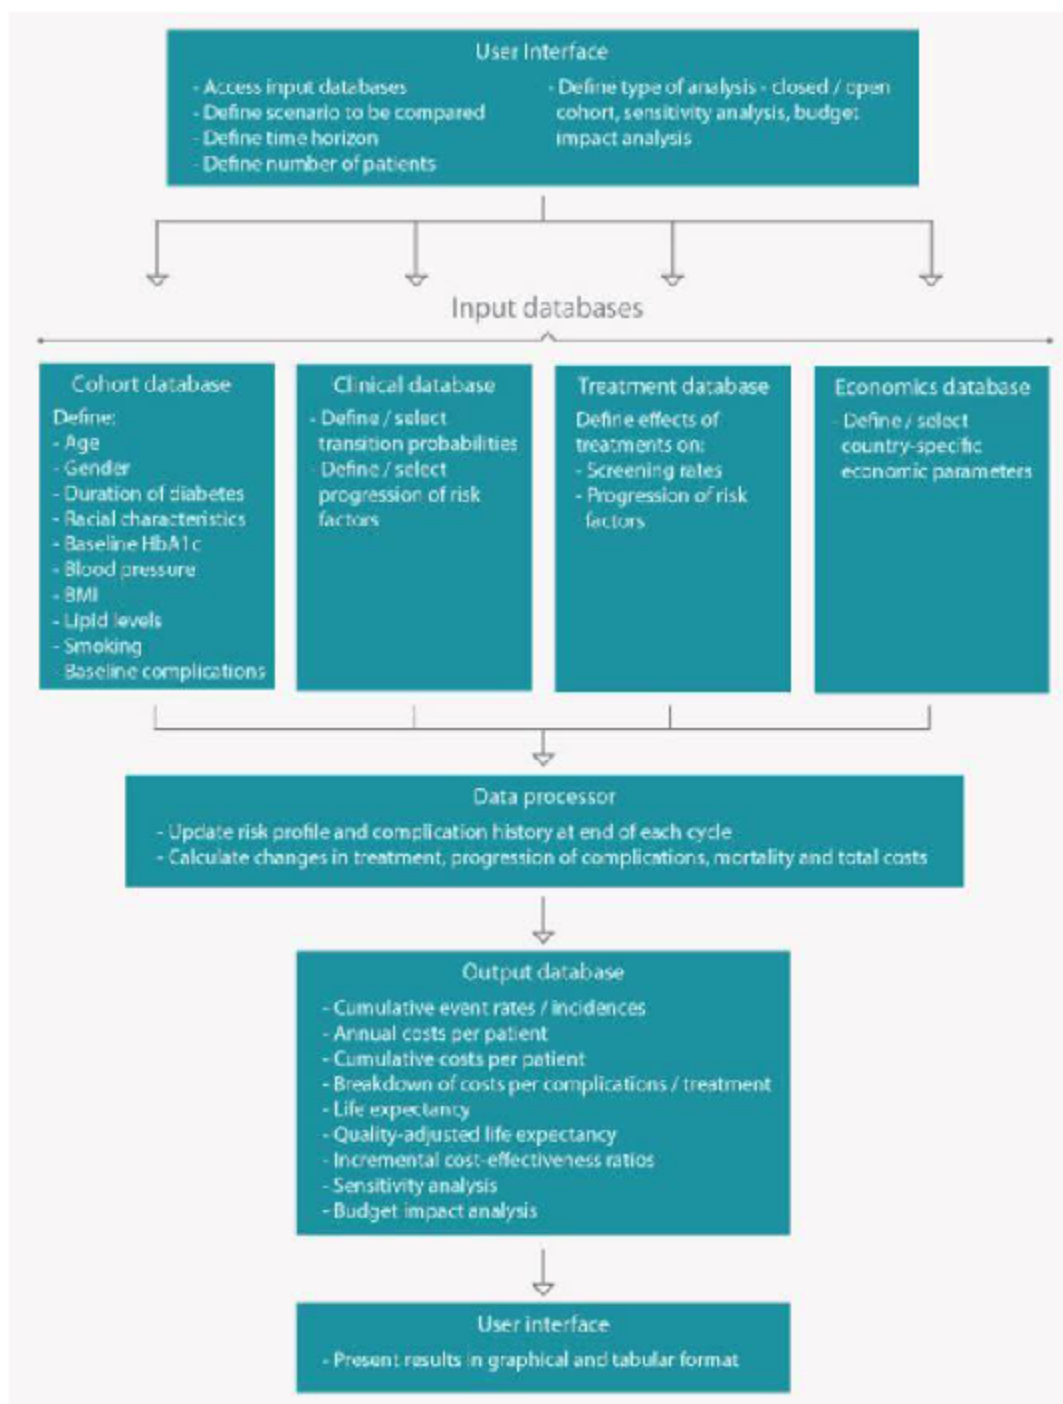 User Interface
- Access input databases
- Define scenario to be compared
- Define time horizon
- Define number of patients
- Define type of analysis - closed / open
cohort, sensitivity analysis, budget
impact analysis
Input databases
Cohort database
Define:
- Age
- Gender
- Duration of diabetes
- Racial characteristics
- Baseline HbA1c
- Blood pressure
- BMI
- Lipid levels
- Smoking
- Baseline complications
Clinical database
- Define / select
transition probabilities
- Define / select
progression of risk
factors
Treatment database
Define effects of
treatments on:
- Screening rates
- Progression of risk
factors
Economics database
- Define / select
country-specific
economic parameters
Data processor
- Update risk profile and complication history at end of each cycle
- Calculate changes in treatment, progression of complications, mortality and total costs
Output database
- Cumulative event rates / incidences
- Annual costs per patient
- Cumulative costs per patient
- Breakdown of costs per complications / treatment
- Life expectancy
- Quality-adjusted life expectancy
- Incremental cost-effectiveness ratios
- Sensitivity analysis
- Budget impact analysis
User interface
- Present results in graphical and tabular format